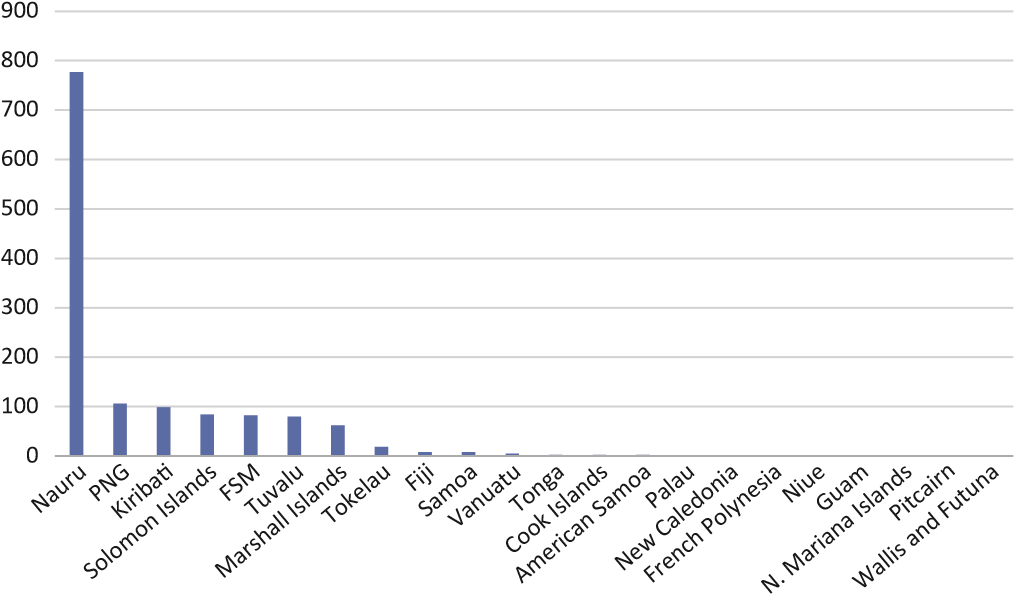 900
800
700
600
500
400
300
200
100
0
Nauru
PNG
Kiribati
Solomon Islands
FSM
Tuvalu
Marshall Islands
Tokelau
Fiji
Samoa
Vanuatu
Tonga
Cook Islands
American Samoa
Palau
New Caledonia
French Polynesia
Niue
Guam
N. Mariana Islands
Pitcairn
Wallis and Futuna